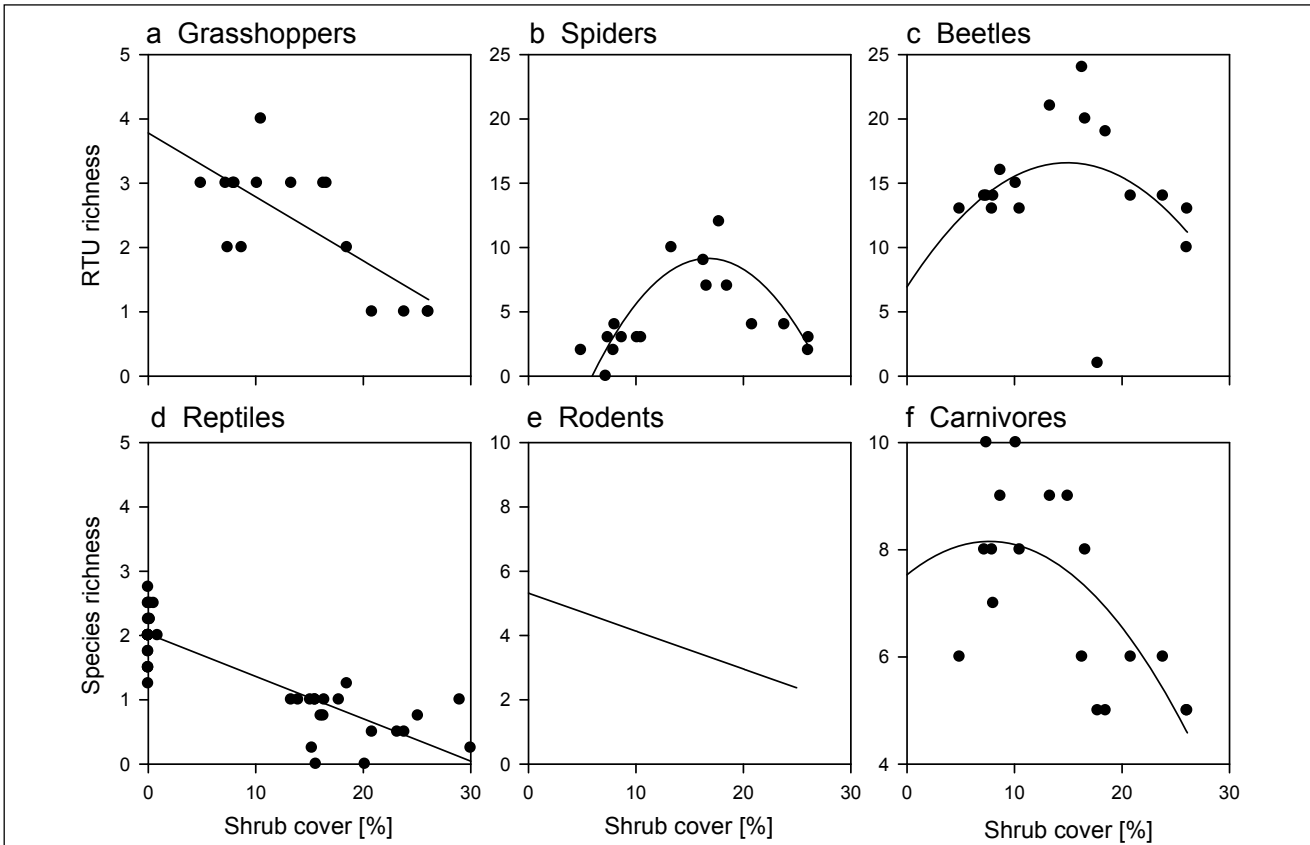 a Grasshoppers
b Spiders
c Beetles
RTU richness
5
4
3
2
1
0
25
20
15
10
5
0
25
20
15
10
5
0
d Reptiles
e Rodents
f Carnivores
Species richness
5
4
3
2
1
0
10
8
6
4
2
0
10
8
6
4
0 10 20 30
0 10 20 30
0 10 20 30
Shrub cover [%]
Shrub cover [%]
Shrub cover [%]